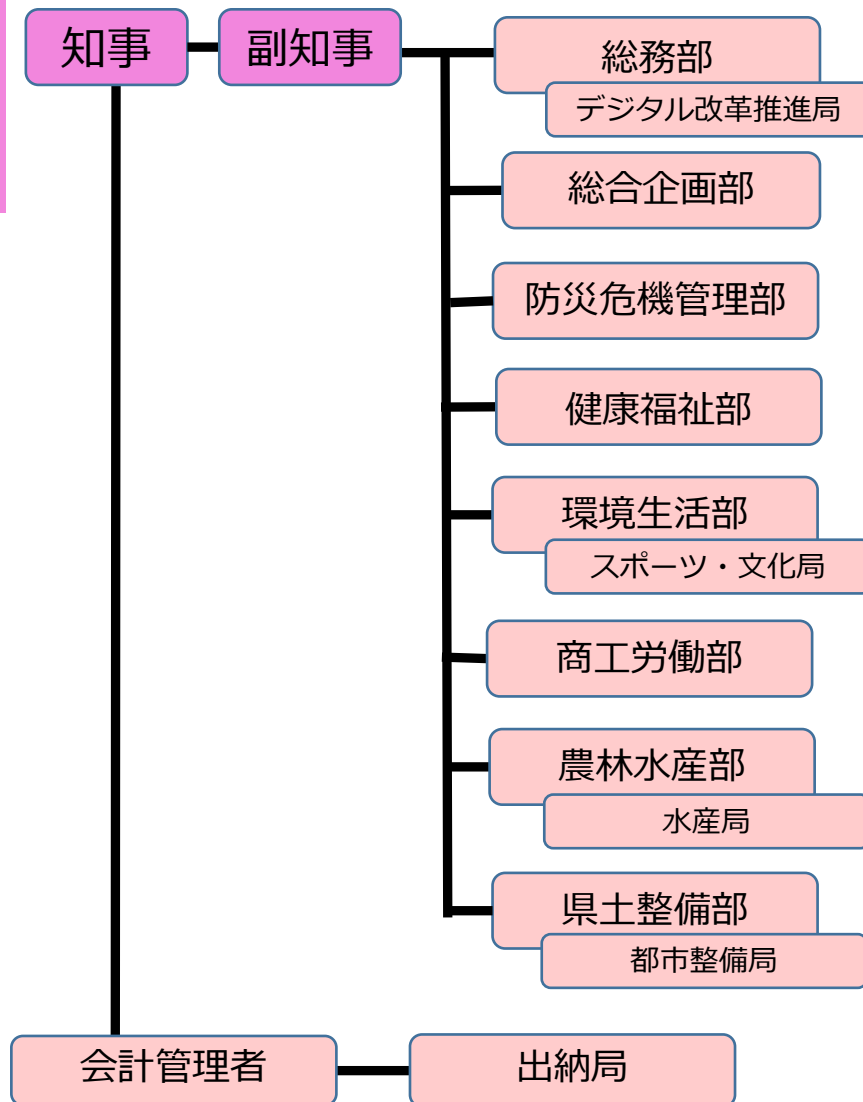 知事
副知事
総務部
デジタル改革推進局
総合企画部
防災危機管理部
健康福祉部
環境生活部
スポーツ・文化局
商工労働部
農林水産部
水産局
県土整備部
都市整備局
会計管理者
出納局